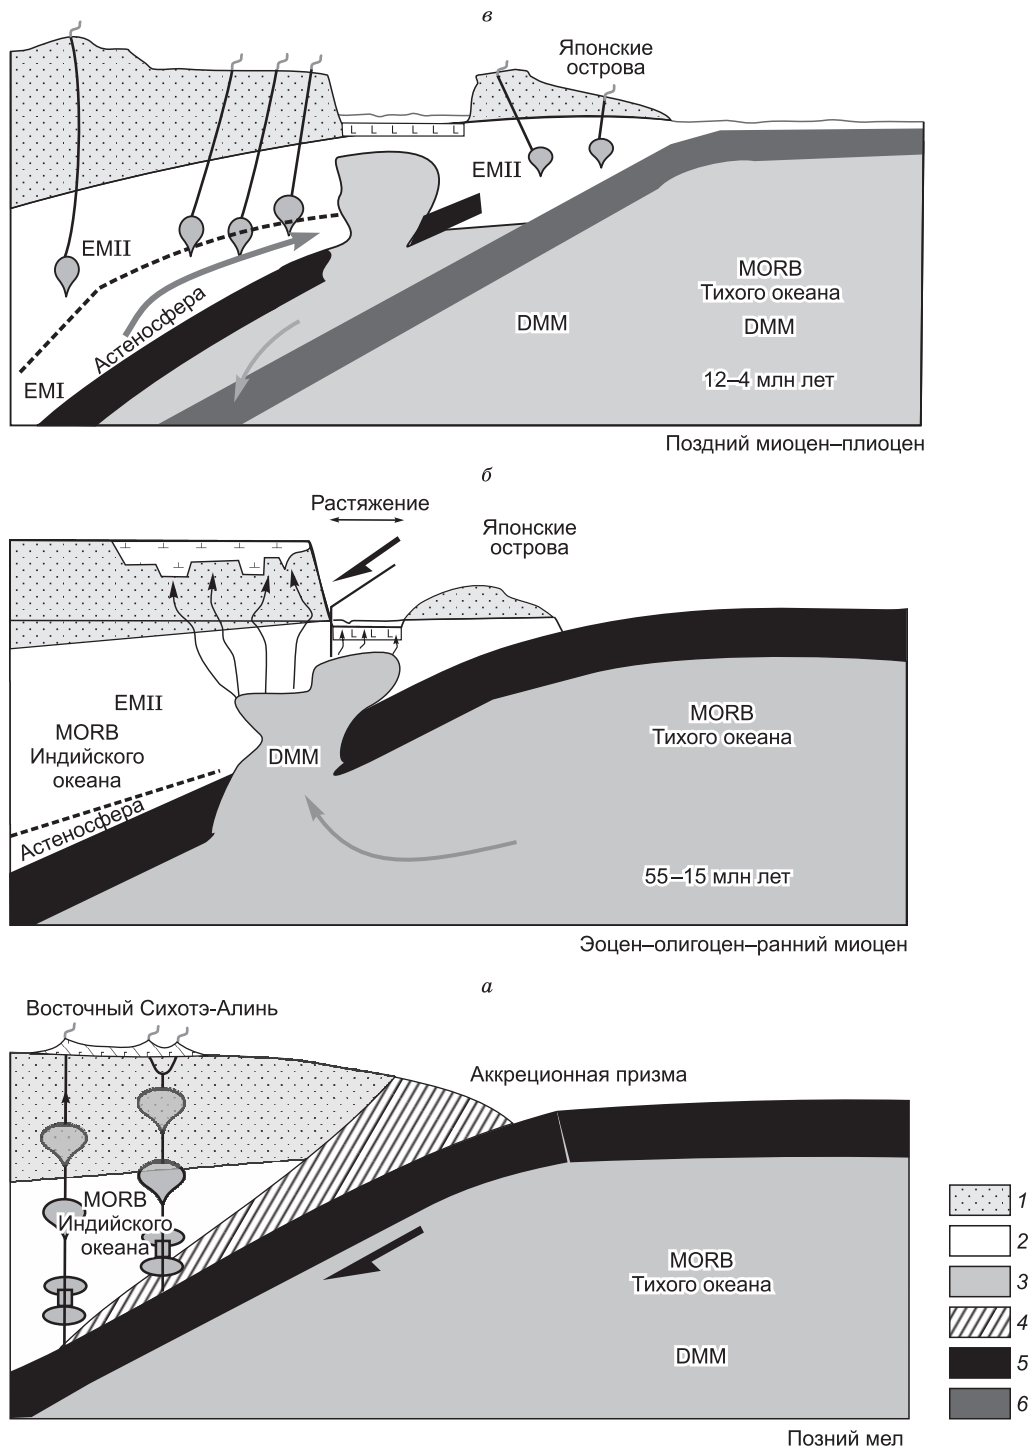 в
Японские
острова
EMII
EMII
MORB
Тихого океана
DMM
DMM
Астеносфера
12–4 млн лет
EMI
Поздний миоцен–плиоцен
б
Растяжение
Японские
острова
EMII
MORB
Индийского
океана
MORB
Тихого океана
DMM
Астеносфера
55–15 млн лет
Эоцен–олигоцен–ранний миоцен
а
Восточный Сихотэ-Алинь
Аккреционная призма
MORB
Индийского
океана
MORB
Тихого океана
DMM
1
2
3
4
5
6
Позний мел